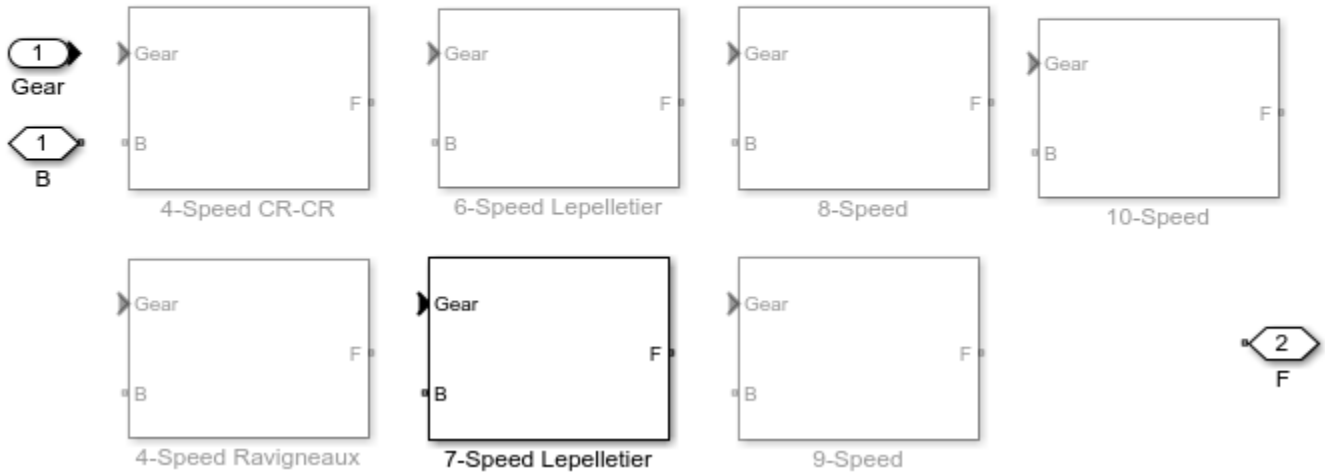 1
Gear
1
B
Gear
F
B
4-Speed CR-CR
Gear
F
B
6-Speed Lepelletier
Gear
F
B
8-Speed
Gear
F
B
10-Speed
Gear
F
B
4-Speed Ravigneaux
Gear
F
B
7-Speed Lepelletier
Gear
F
B
9-Speed
2
F